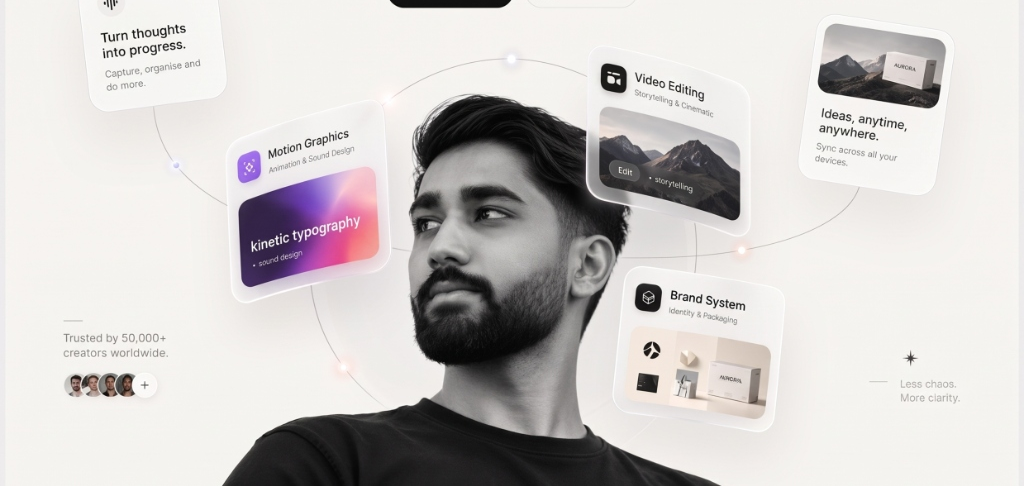 Turn thoughts
into progress.
Capture, organise and
do more.
Motion Graphics
Animation & Sound Design
kinetic typography
• sound design
Video Editing
Storytelling & Cinematic
Edit
• storytelling
AURORA
Ideas, anytime,
anywhere.
Sync across all your
devices.
Brand System
Identity & Packaging
Trusted by 50,000+
creators worldwide.
+
Less chaos.
More clarity.